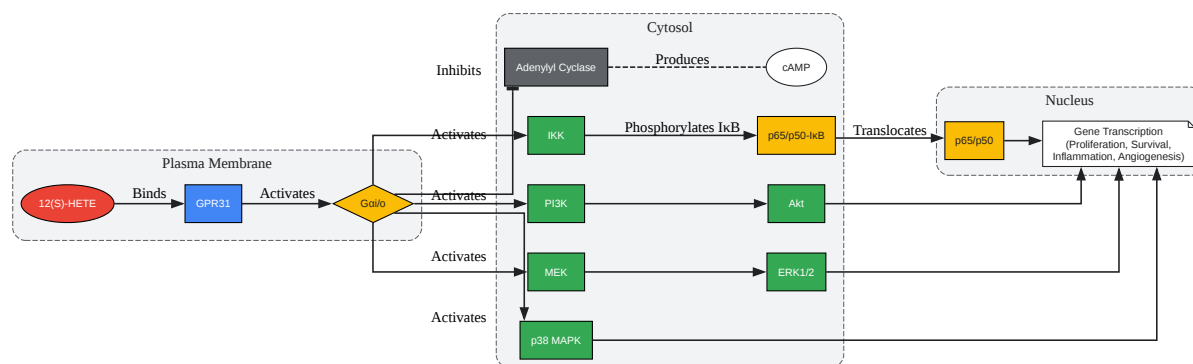 Cytosol
Adenylyl Cyclase
Produces
cAMP
Inhibits
Activates
IKK
Phosphorylates IκB
p65/p50-IκB
Translocates
Nucleus
p65/p50
Gene Transcription
(Proliferation, Survival,
Inflammation, Angiogenesis)
Plasma Membrane
12(S)-HETE
Binds
GPR31
Activates
Gαi/o
Activates
PI3K
Akt
Activates
MEK
ERK1/2
Activates
p38 MAPK